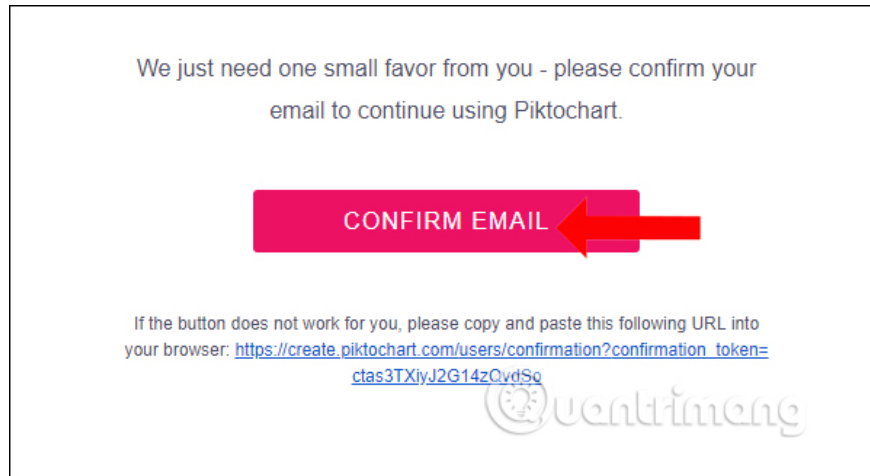 We just need one small favor from you - please confirm your
email to continue using Piktochart.
CONFIRM EMAIL
If the button does not work for you, please copy and paste this following URL into
your browser: https://create.piktochart.com/users/confirmation?confirmation_token=
ctas3TXiyJ2G14zQvdSo
Quantrimang